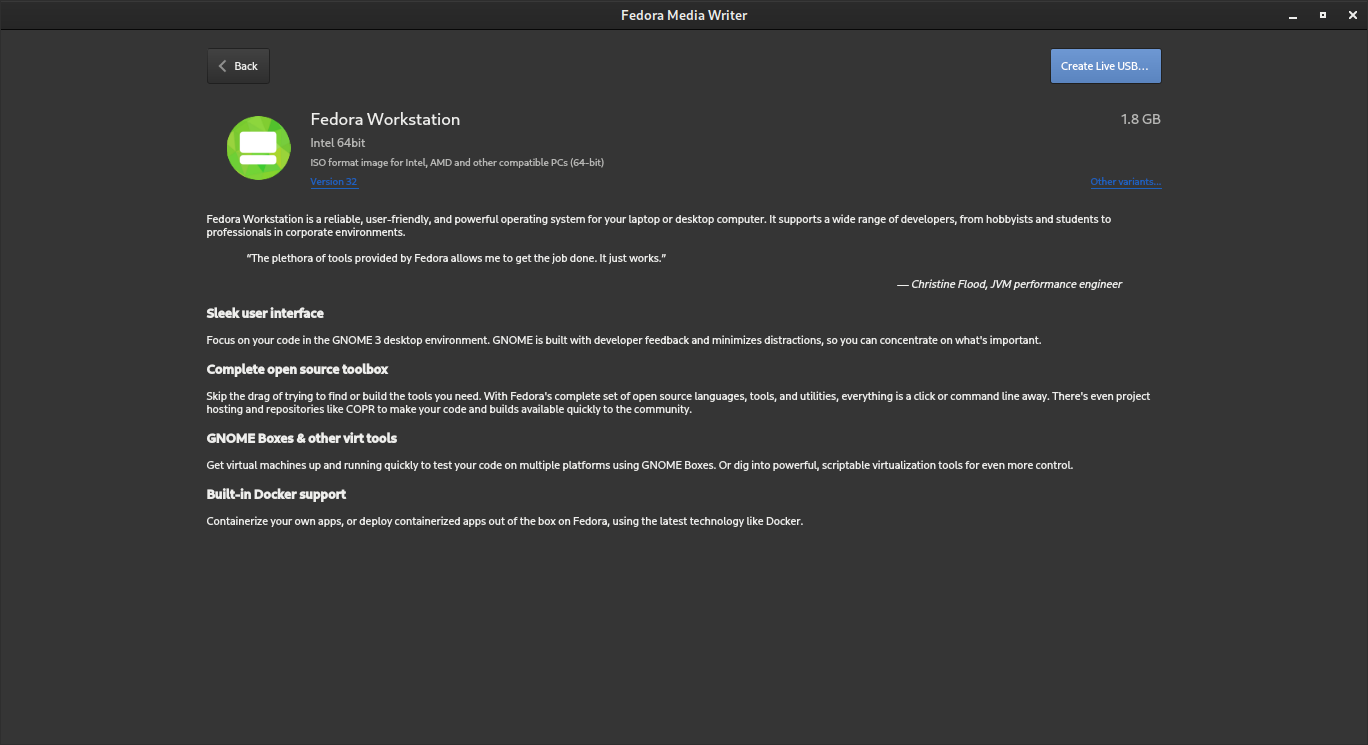 Fedora Media Writer
Back
Create Live USB...
Fedora Workstation
1.8 GB
Intel 64bit
ISO format image for Intel, AMD and other compatible PCs (64-bit)
Version 32
Other variants...
Fedora Workstation is a reliable, user-friendly, and powerful operating system for your laptop or desktop computer. It supports a wide range of developers, from hobbyists and students to
professionals in corporate environments.
“The plethora of tools provided by Fedora allows me to get the job done. It just works.”
— Christine Flood, JVM performance engineer
Sleek user interface
Focus on your code in the GNOME 3 desktop environment. GNOME is built with developer feedback and minimizes distractions, so you can concentrate on what's important.
Complete open source toolbox
Skip the drag of trying to find or build the tools you need. With Fedora's complete set of open source languages, tools, and utilities, everything is a click or command line away. There's even project
hosting and repositories like COPR to make your code and builds available quickly to the community.
GNOME Boxes & other virt tools
Get virtual machines up and running quickly to test your code on multiple platforms using GNOME Boxes. Or dig into powerful, scriptable virtualization tools for even more control.
Built-in Docker support
Containerize your own apps, or deploy containerized apps out of the box on Fedora, using the latest technology like Docker.